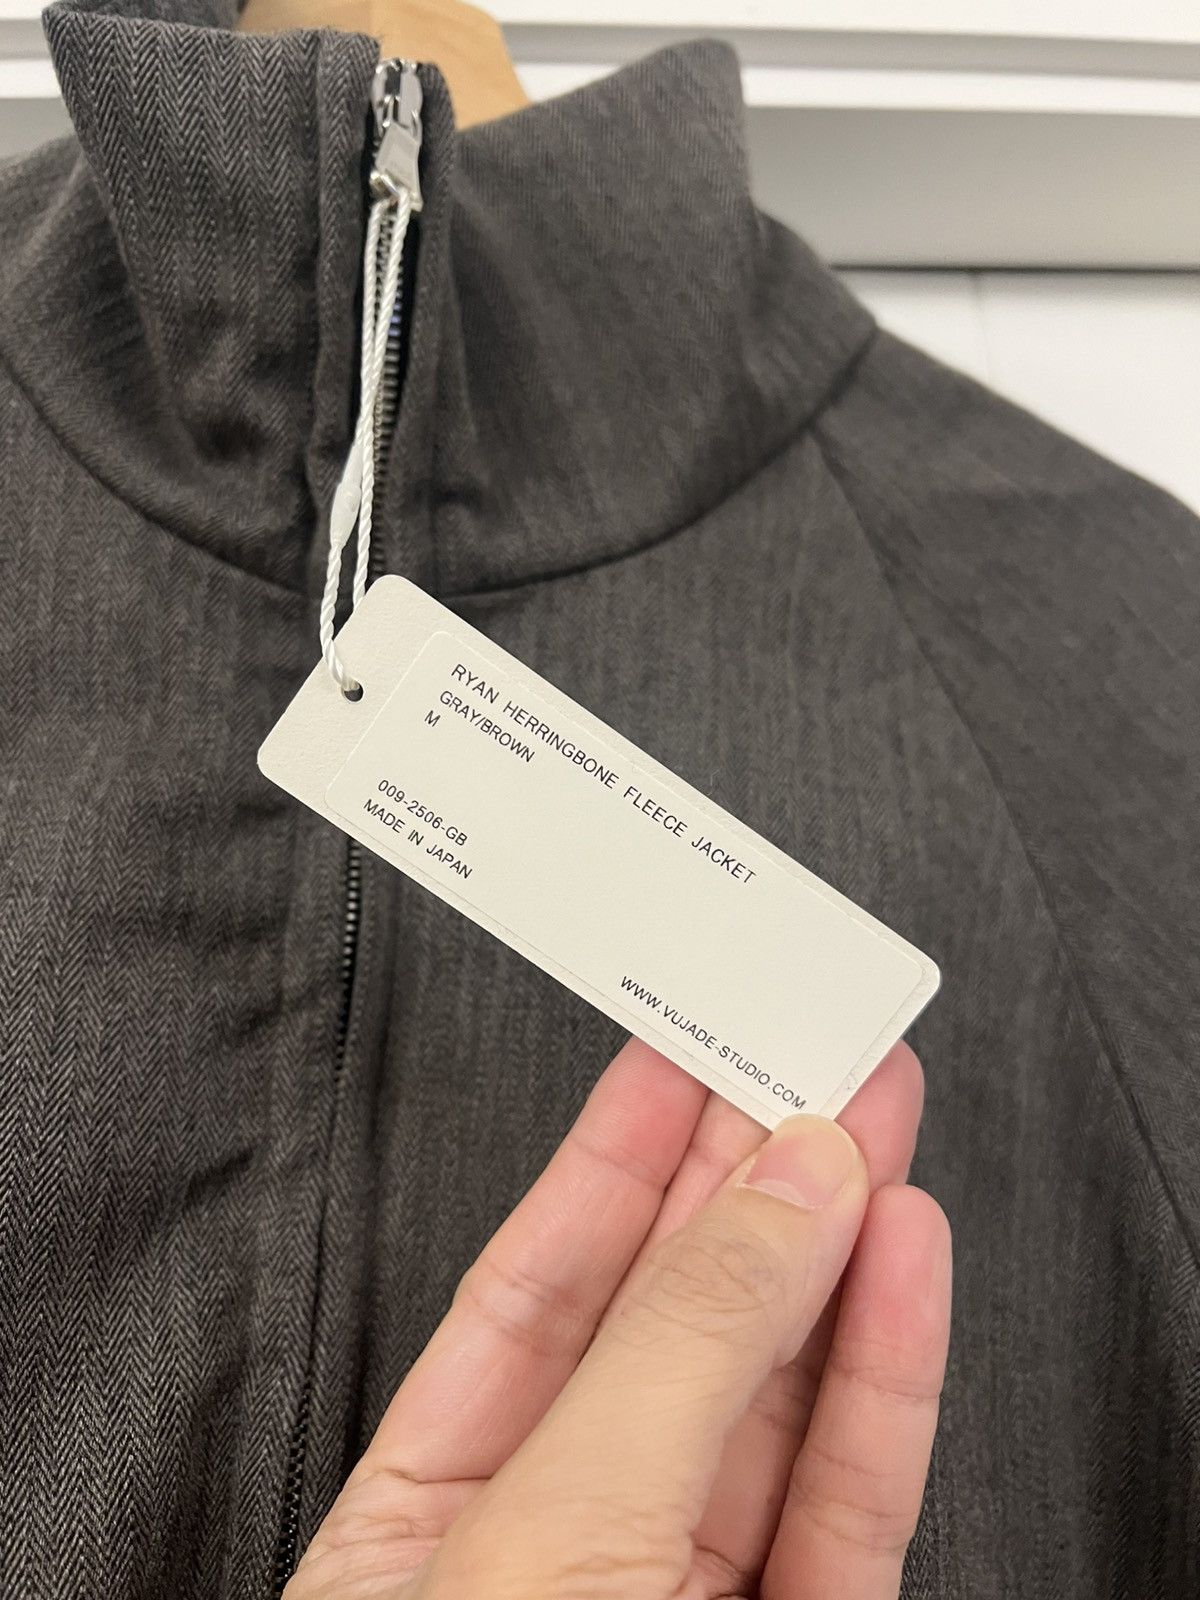 RYAN HERRINGBONE FLEECE JACKET
GRAY/BROWN
M
009-2506-GB
MADE IN JAPAN
WWW.VUJADE-STUDIO.COM